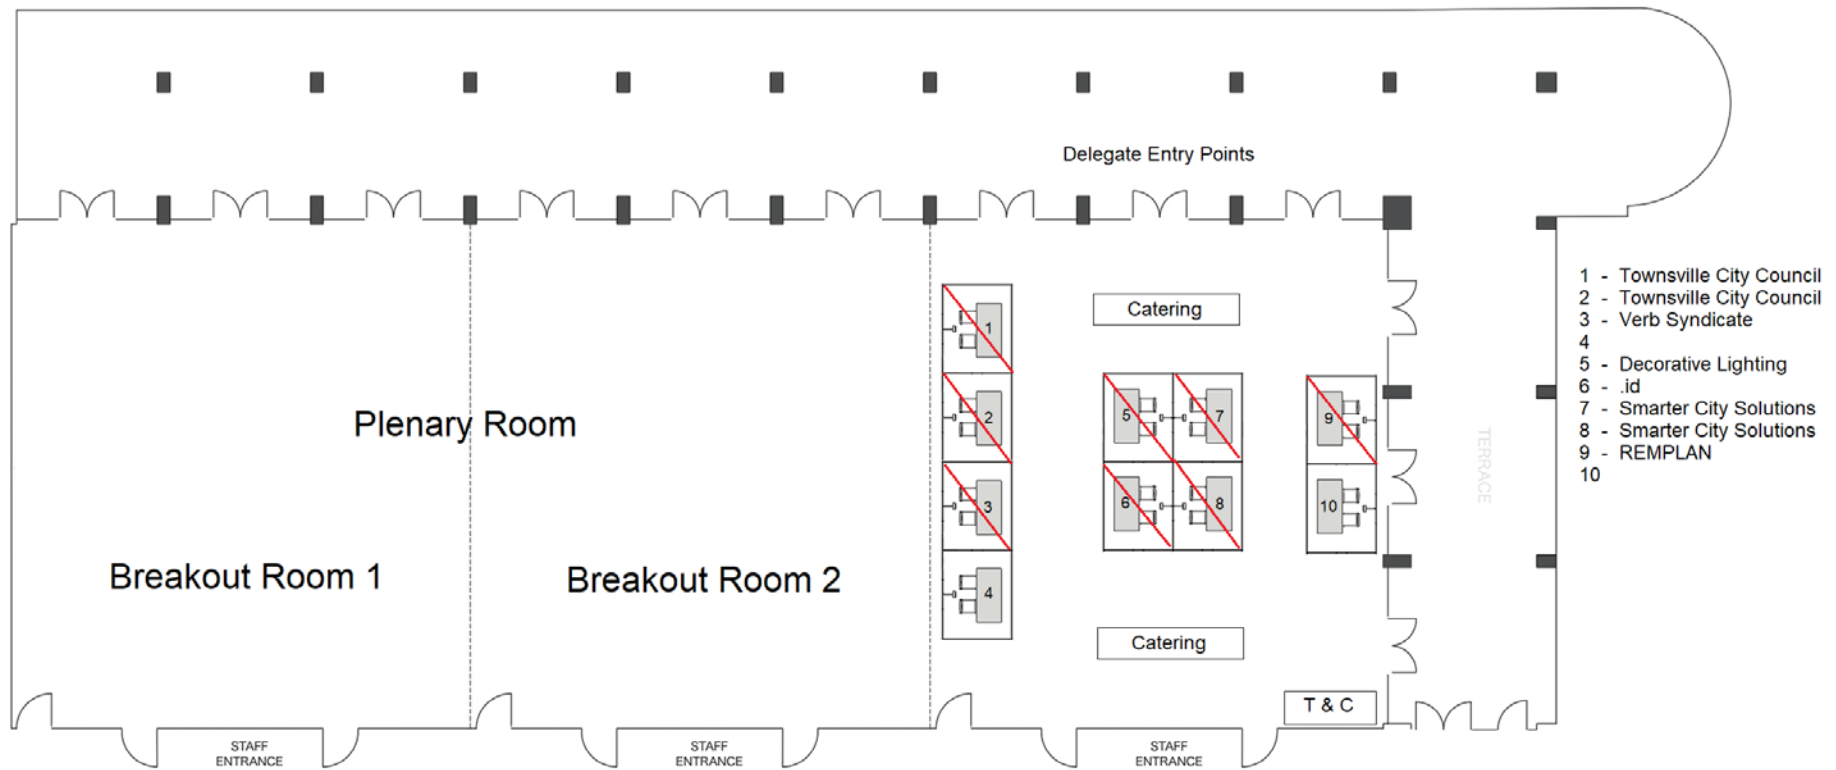 Delegate Entry Points
1 - Townsville City Council
2 - Townsville City Council
3 - Verb Syndicate
4
5 - Decorative Lighting
6 - .id
7 - Smarter City Solutions
8 - Smarter City Solutions
9 - REMPLAN
10
Plenary Room
Breakout Room 1
Breakout Room 2
1
2
3
4
Catering
5
7
6
8
9
10
Catering
T & C
TERRACE
STAFF
ENTRANCE
STAFF
ENTRANCE
STAFF
ENTRANCE